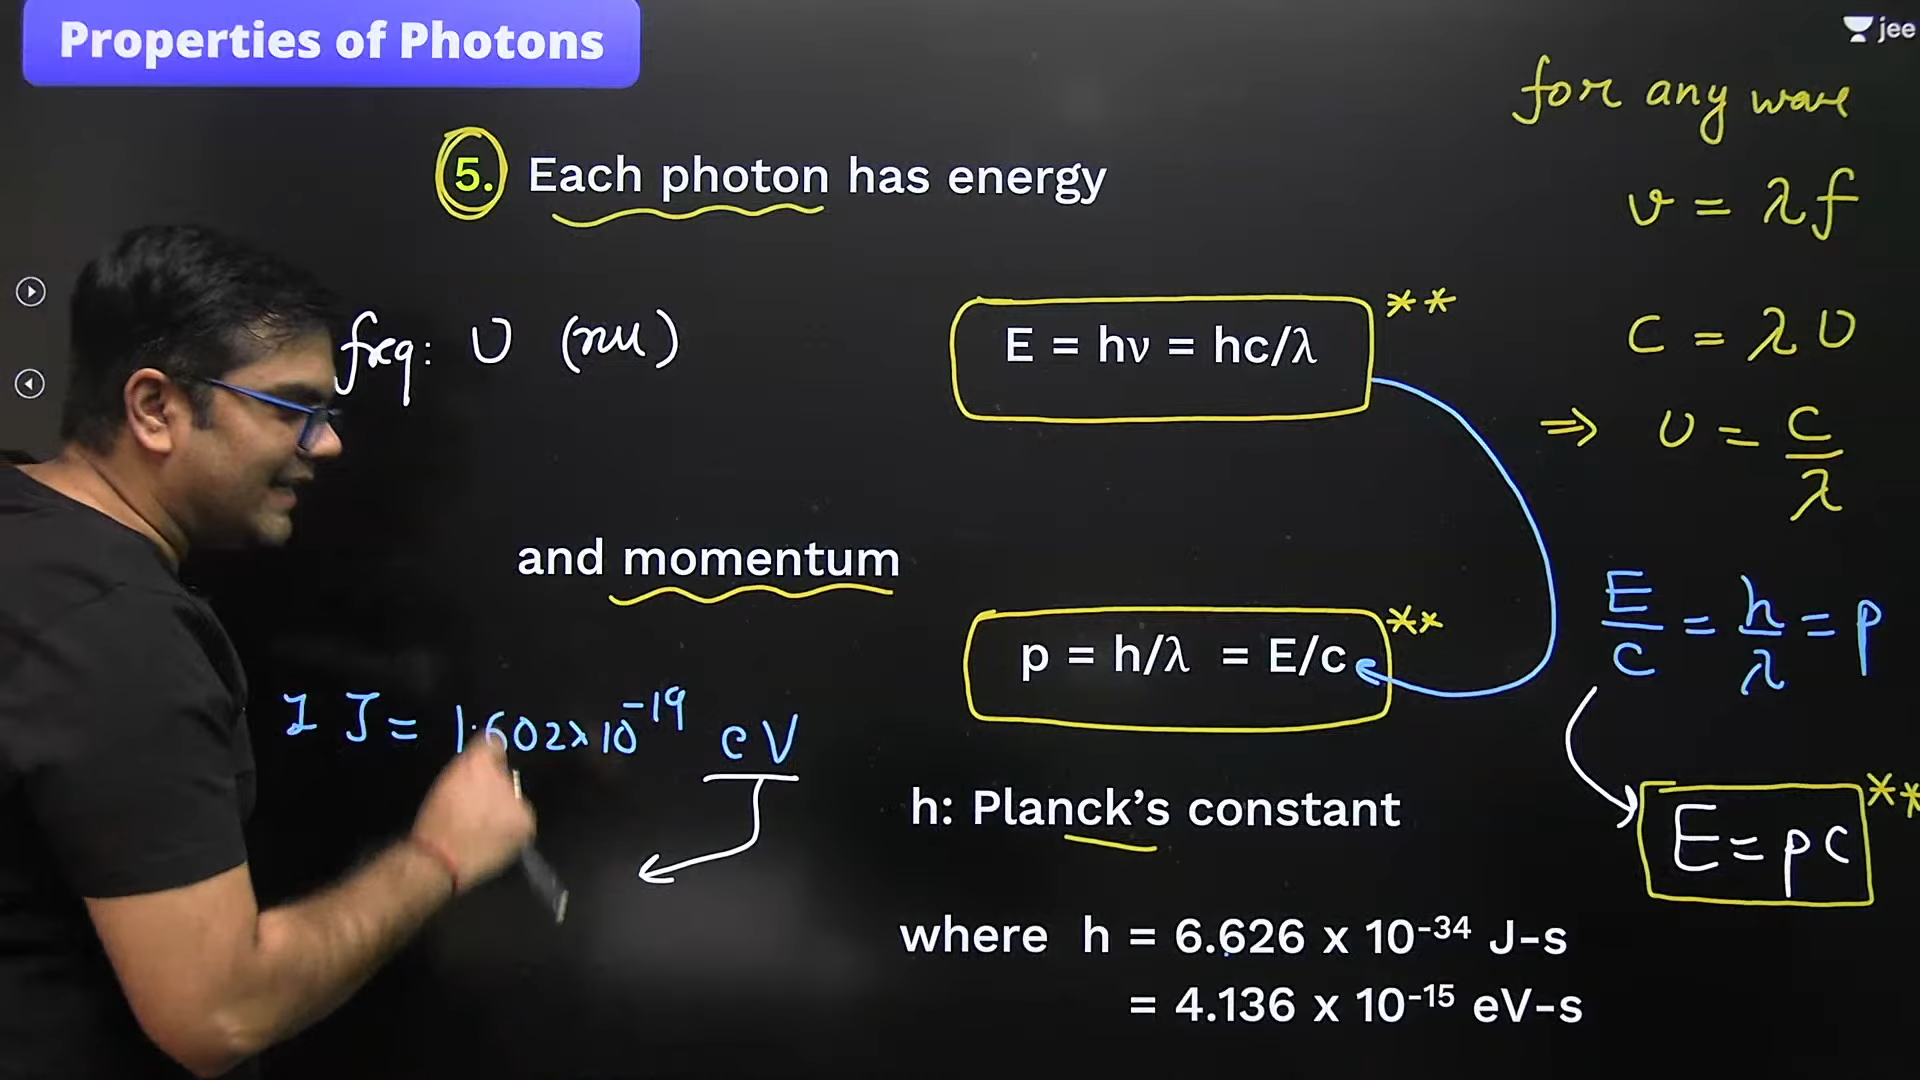 Properties of Photons
jee
for any wave
5. Each photon has energy
v = λf
E = hν = hc/λ **
freq: υ (nu)
c = λ υ
⇒ υ = c/λ
and momentum
E/c = h/λ = p
p = h/λ = E/c **
1 J = 1.602×10⁻¹⁹ eV
h: Planck’s constant
E = pc **
where h = 6.626 x 10⁻³⁴ J-s
= 4.136 x 10⁻¹⁵ eV-s